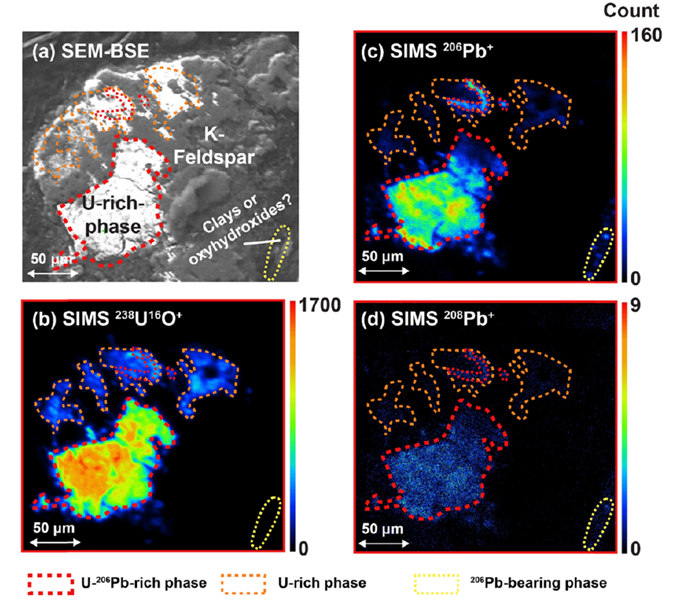 Count
(a) SEM-BSE
K-
Feldspar
U-rich-
phase
Clays or
oxyhydroxides?
50 µm
(c) SIMS ²⁰⁶Pb⁺
160
0
50 µm
(b) SIMS ²³⁸U¹⁶O⁺
1700
0
50 µm
(d) SIMS ²⁰⁸Pb⁺
9
0
50 µm
U-²⁰⁶Pb-rich phase
U-rich phase
²⁰⁶Pb-bearing phase